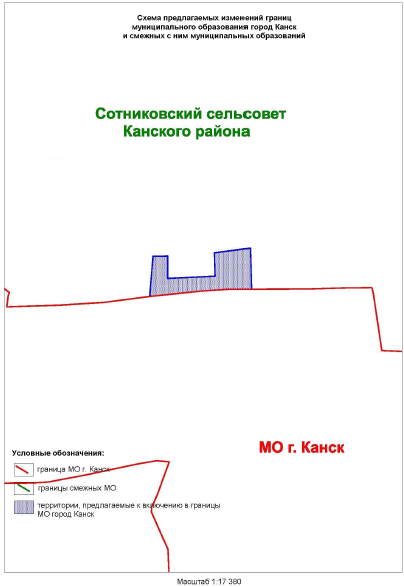 Схема предлагаемых изменений границ
муниципального образования город Канск
и смежных с ним муниципальных образований
Сотниковский сельсовет
Канского района
МО г. Канск
Условные обозначения:
граница МО г. Канск
границы смежных МО
территории, предлагаемые к включению в границы
МО город Канск
Масштаб 1:17 380